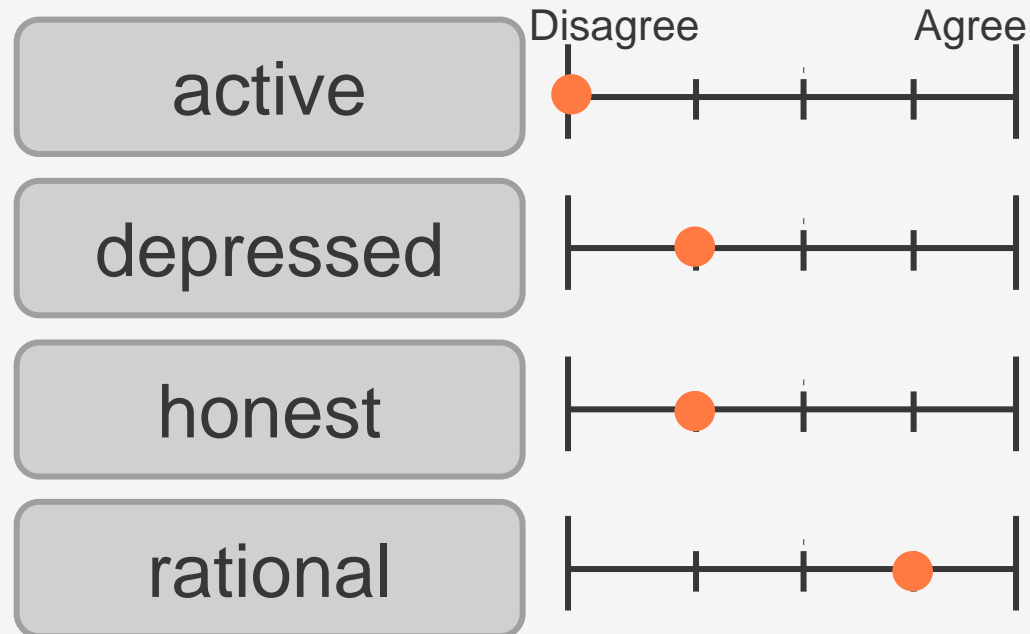 Disagree Agree
active
depressed
honest
rational